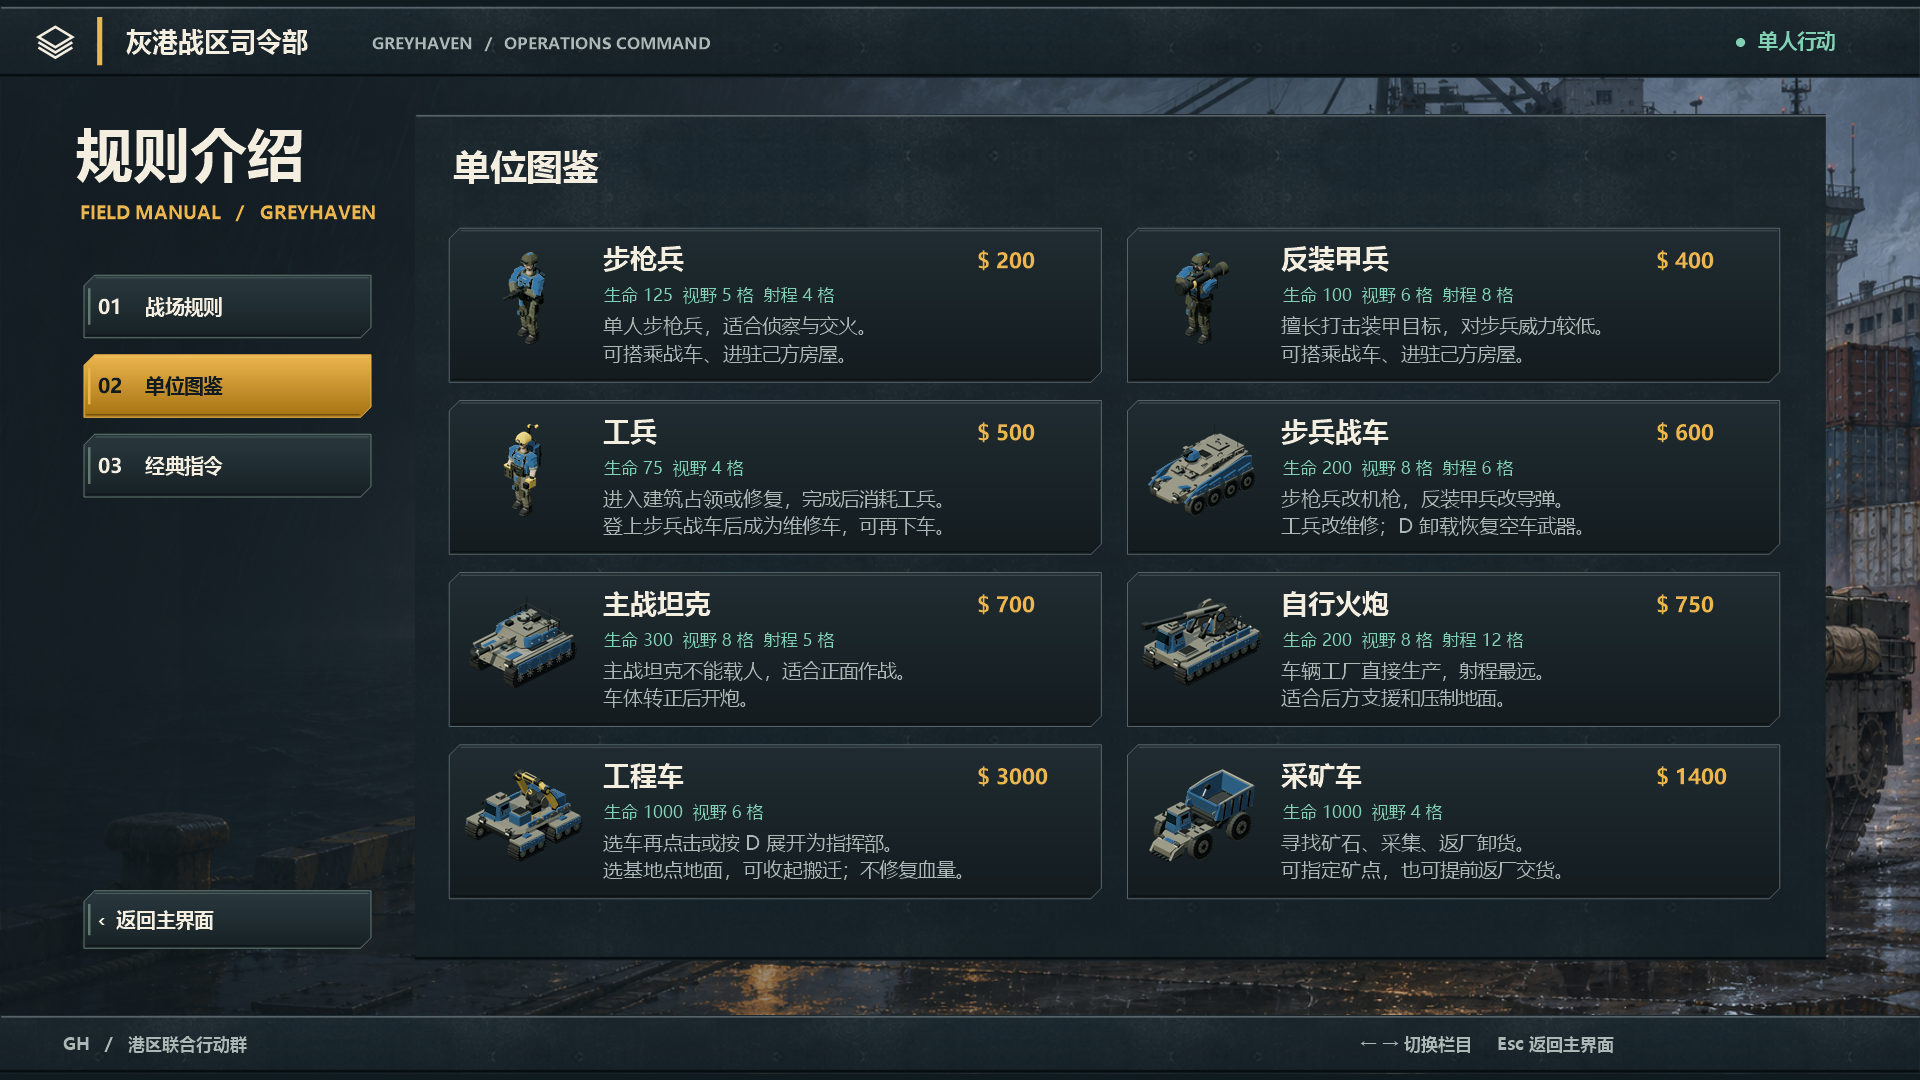 灰港战区司令部
GREYHAVEN / OPERATIONS COMMAND
单人行动
规则介绍
FIELD MANUAL / GREYHAVEN
01 战场规则
02 单位图鉴
03 经典指令
‹ 返回主界面
单位图鉴
步枪兵
$ 200
生命 125 视野 5 格 射程 4 格
单人步枪兵，适合侦察与交火。
可搭乘战车、进驻己方房屋。
反装甲兵
$ 400
生命 100 视野 6 格 射程 8 格
擅长打击装甲目标，对步兵威力较低。
可搭乘战车、进驻己方房屋。
工兵
$ 500
生命 75 视野 4 格
进入建筑占领或修复，完成后消耗工兵。
登上步兵战车后成为维修车，可再下车。
步兵战车
$ 600
生命 200 视野 8 格 射程 6 格
步枪兵改机枪，反装甲兵改导弹。
工兵改维修；D 卸载恢复空车武器。
主战坦克
$ 700
生命 300 视野 8 格 射程 5 格
主战坦克不能载人，适合正面作战。
车体转正后开炮。
自行火炮
$ 750
生命 200 视野 8 格 射程 12 格
车辆工厂直接生产，射程最远。
适合后方支援和压制地面。
工程车
$ 3000
生命 1000 视野 6 格
选车再点击或按 D 展开为指挥部。
选基地点地面，可收起搬迁；不修复血量。
采矿车
$ 1400
生命 1000 视野 4 格
寻找矿石、采集、返厂卸货。
可指定矿点，也可提前返厂交货。
GH / 港区联合行动群
←→ 切换栏目 Esc 返回主界面